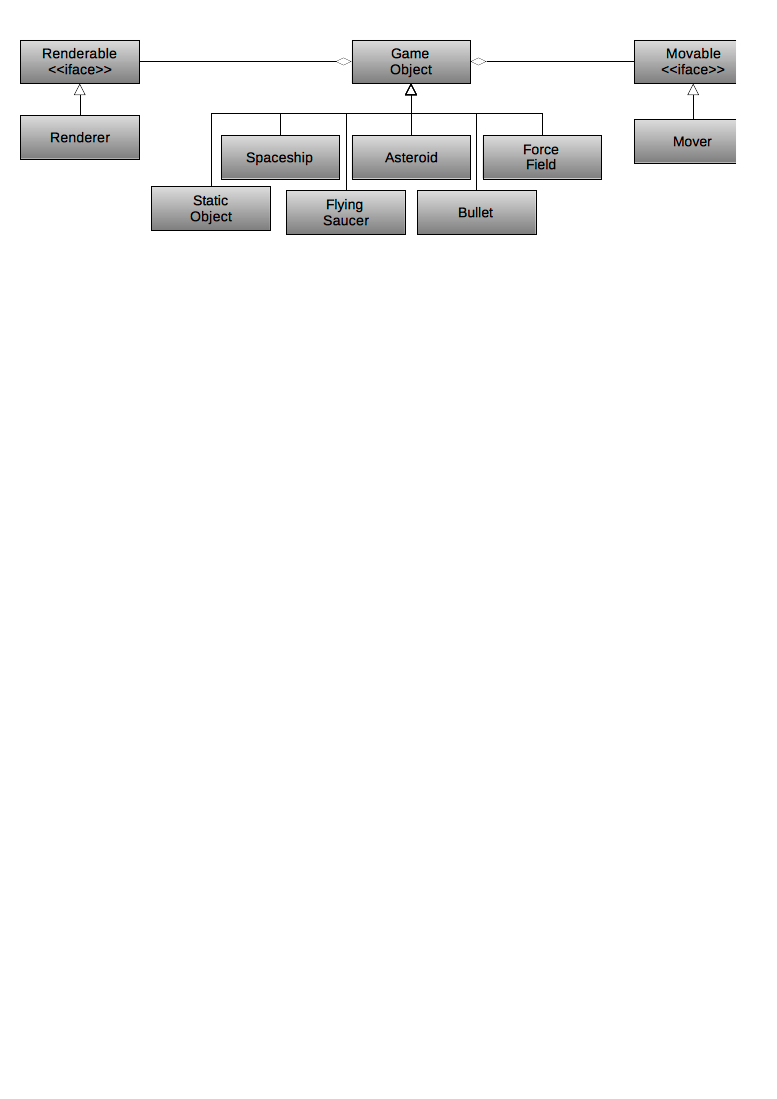 Renderable
<<iface>>
Game
Object
Movable
<<iface>>
Renderer
Spaceship
Asteroid
Force
Field
Mover
Static
Object
Flying
Saucer
Bullet